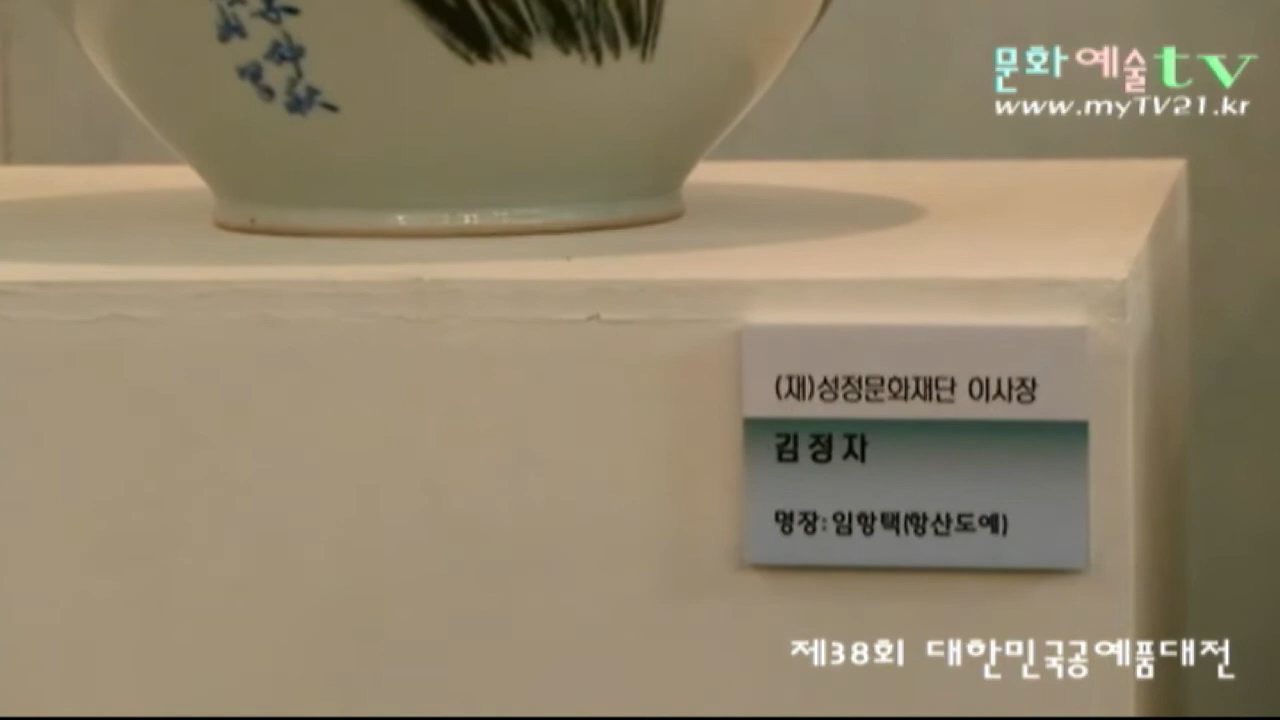 문화예술tv
www.myTV21.kr
(재)성정문화재단 이사장
김정자
명장:임항택(항산도예)
제38회 대한민국공예품대전